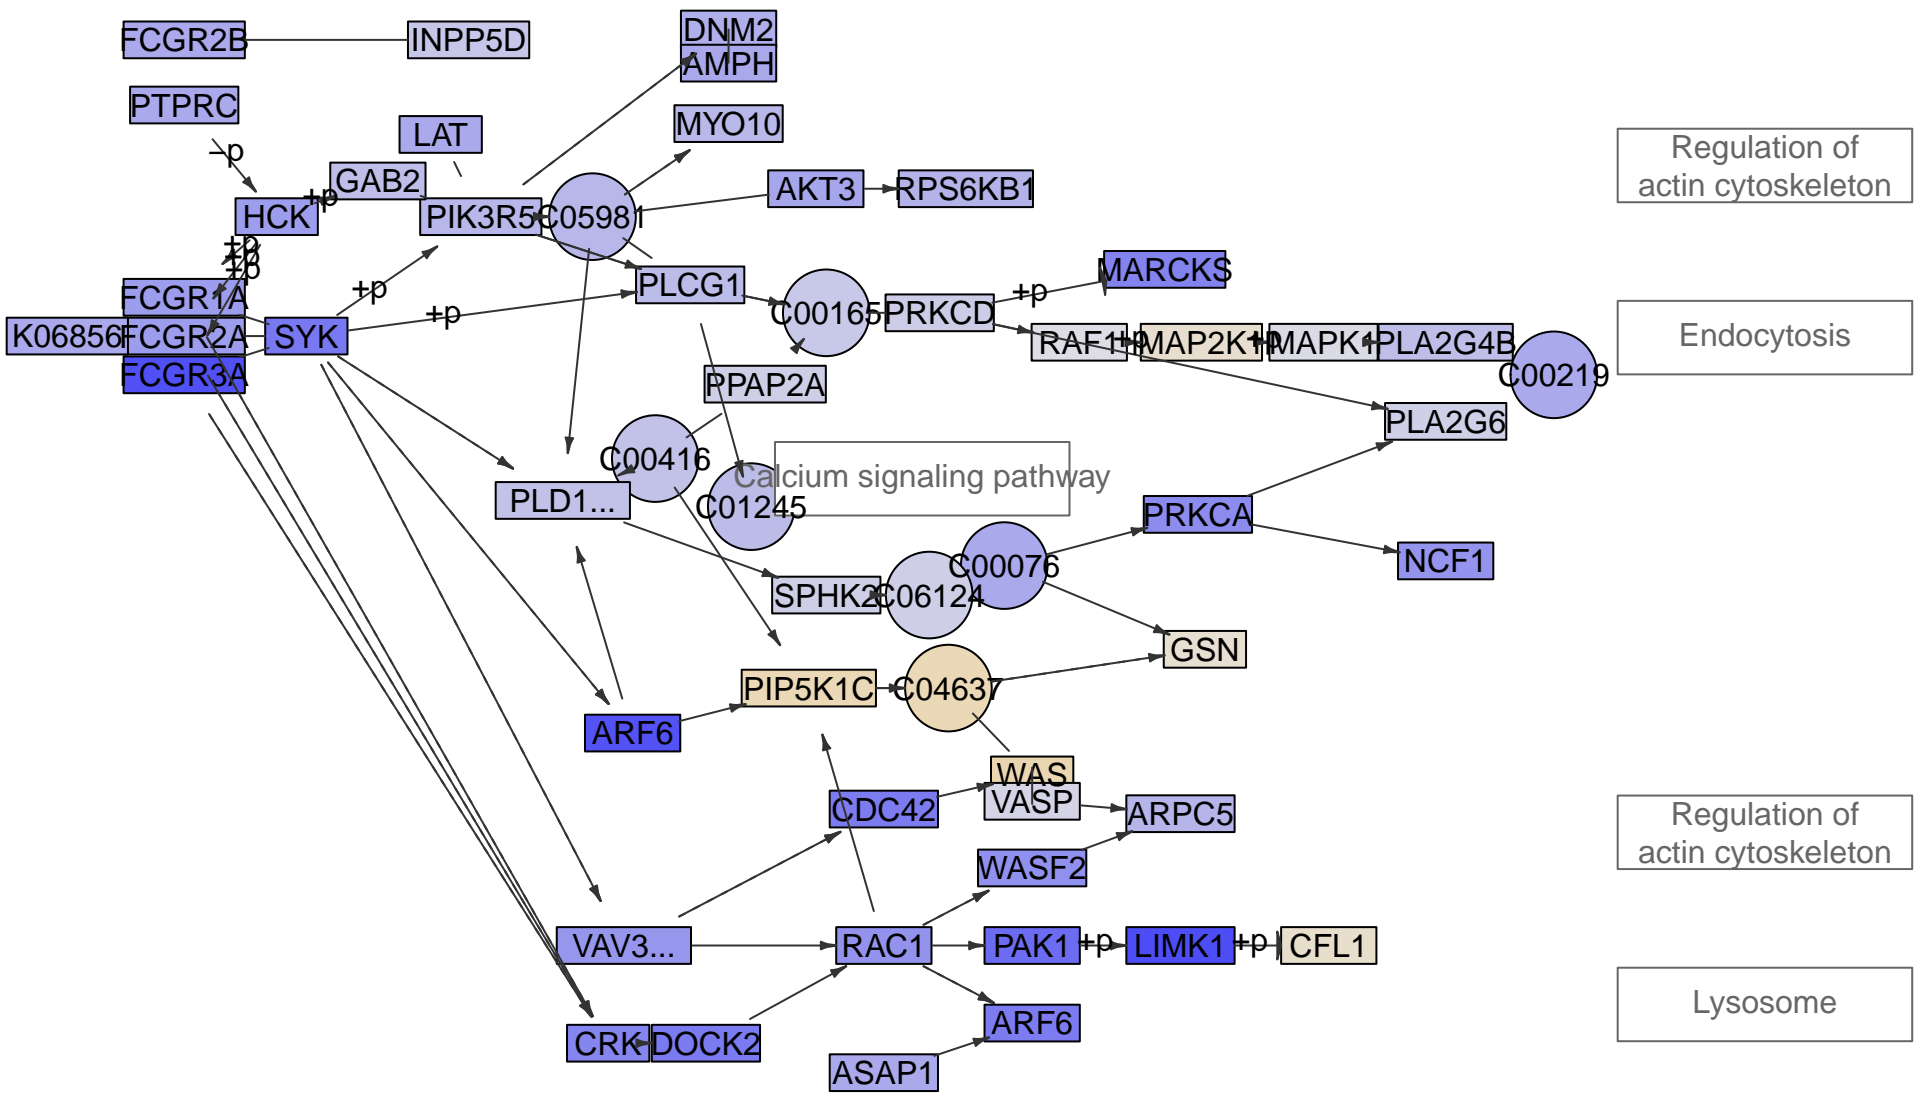 FCGR2B
INPP5D
DNM2
AMPH
PTPRC
LAT
MYO10
Regulation of
actin cytoskeleton
–p
GAB2
+p
HCK
PIK3R5
C05981
AKT3
RPS6KB1
+p
+p
+p
FCGR1A
+p
PLCG1
+p
MARCKS
C00165
PRKCD
K06856
FCGR2A
SYK
+p
RAF1
+p
MAP2K1
+p
MAPK1
PLA2G4B
Endocytosis
FCGR3A
PPAP2A
C00219
PLA2G6
C00416
Calcium signaling pathway
PLD1...
C01245
PRKCA
C00076
NCF1
SPHK2
C06124
GSN
PIP5K1C
C04637
ARF6
WAS
VASP
CDC42
ARPC5
Regulation of
actin cytoskeleton
WASF2
VAV3...
RAC1
PAK1
+p
LIMK1
+p
CFL1
Lysosome
CRK
DOCK2
ARF6
ASAP1